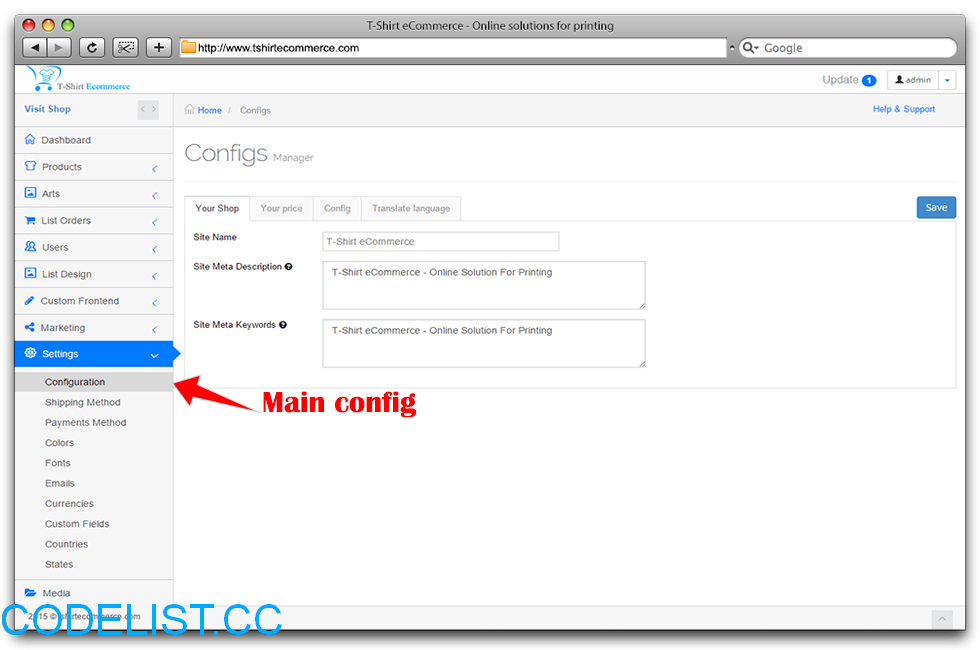 T-Shirt eCommerce - Online solutions for printing
http://www.tshirtecommerce.com
Google
T-Shirt Ecommerce
Update 1
admin
Visit Shop
Home / Configs
Help & Support
Dashboard
Products
Arts
List Orders
Users
List Design
Custom Frontend
Marketing
Settings
Configuration
Shipping Method
Payments Method
Colors
Fonts
Emails
Currencies
Custom Fields
Countries
States
Media
Configs Manager
Your Shop
Your price
Config
Translate language
Save
Site Name
T-Shirt eCommerce
Site Meta Description
T-Shirt eCommerce - Online Solution For Printing
Site Meta Keywords
T-Shirt eCommerce - Online Solution For Printing
Main config
2015 © tshirtecommerce.com
CODELIST.CC